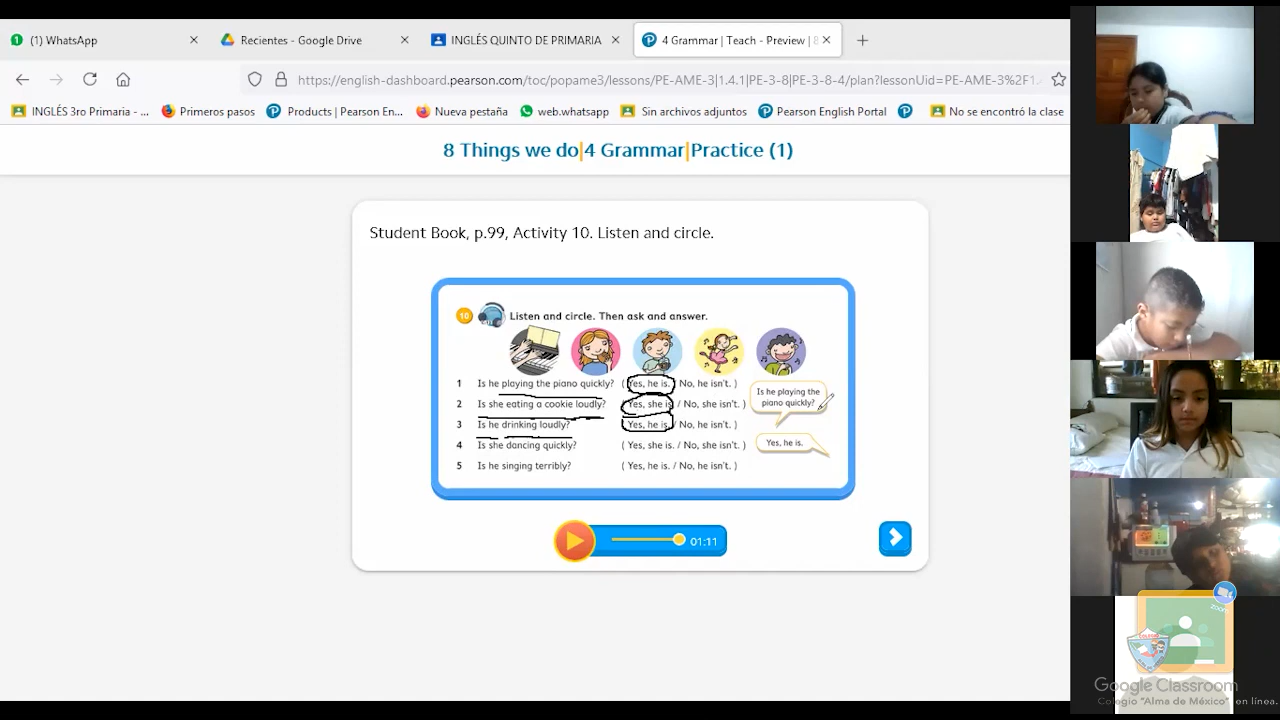 (1) WhatsApp
Recientes - Google Drive
INGLÉS QUINTO DE PRIMARIA
4 Grammar | Teach - Preview | 8
https://english-dashboard.pearson.com/toc/popame3/lessons/PE-AME-3|1.4.1|PE-3-8|PE-3-8-4/plan?lessonUid=PE-AME-3%2F1.4
INGLÉS 3ro Primaria - ...
Primeros pasos
Products | Pearson En...
Nueva pestaña
web.whatsapp
Sin archivos adjuntos
Pearson English Portal
No se encontró la clase
8 Things we do|4 Grammar|Practice (1)
Student Book, p.99, Activity 10. Listen and circle.
10 Listen and circle. Then ask and answer.
1 Is he playing the piano quickly? ( Yes, he is. / No, he isn't. )
2 Is she eating a cookie loudly? ( Yes, she is. / No, she isn't. )
3 Is he drinking loudly? ( Yes, he is. / No, he isn't. )
4 Is she dancing quickly? ( Yes, she is. / No, she isn't. )
5 Is he singing terribly? ( Yes, he is. / No, he isn't. )
Is he playing the
piano quickly?
Yes, he is.
01:11
zoom
COLEGIO
Google Classroom
Colegio "Alma de México" en línea.